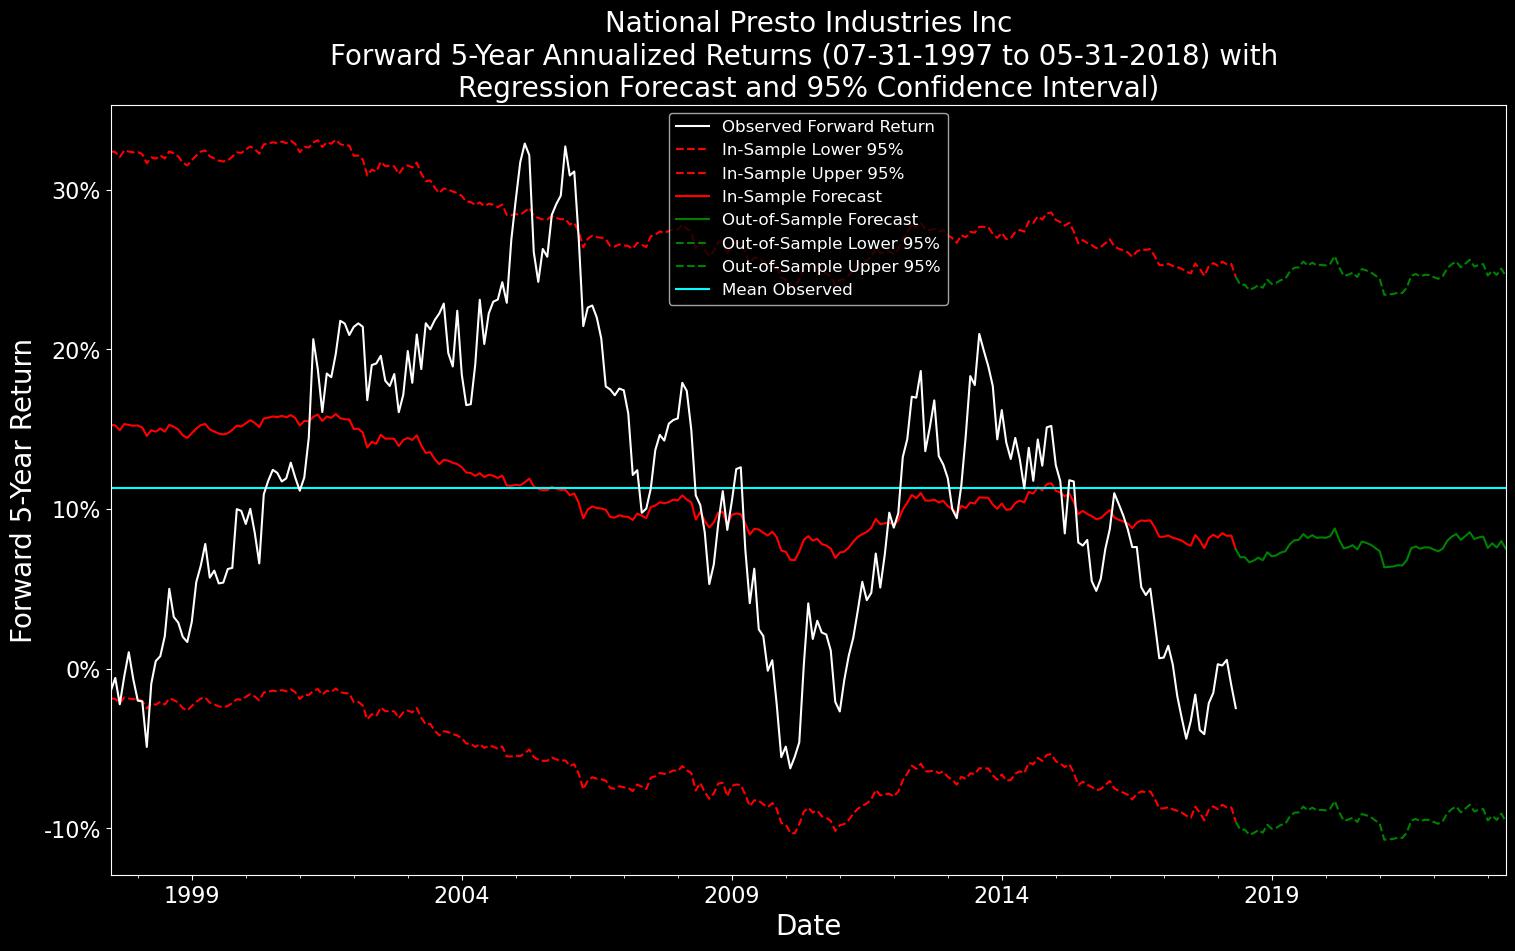 National Presto Industries Inc
Forward 5-Year Annualized Returns (07-31-1997 to 05-31-2018) with
Regression Forecast and 95% Confidence Interval)
Observed Forward Return
In-Sample Lower 95%
In-Sample Upper 95%
In-Sample Forecast
Out-of-Sample Forecast
Out-of-Sample Lower 95%
Out-of-Sample Upper 95%
Mean Observed
Forward 5-Year Return
30%
20%
10%
0%
-10%
1999
2004
2009
2014
2019
Date